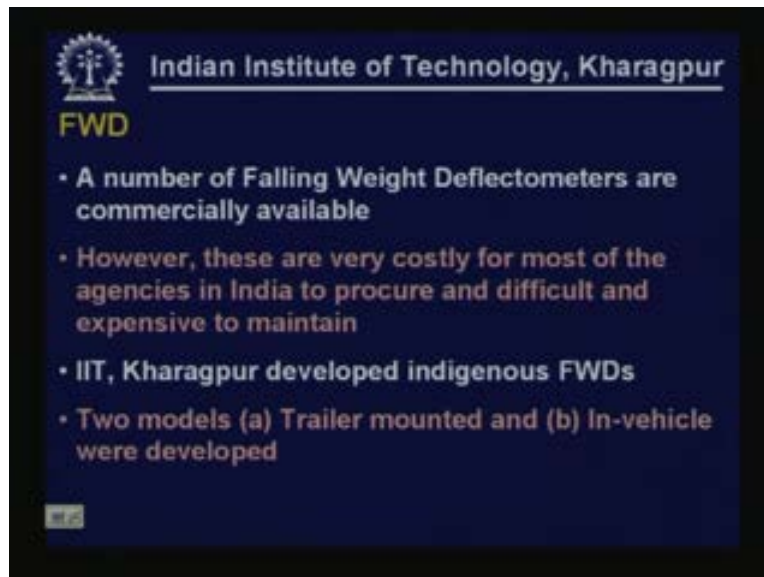 Indian Institute of Technology, Kharagpur
FWD
• A number of Falling Weight Deflectometers are
commercially available
• However, these are very costly for most of the
agencies in India to procure and difficult and
expensive to maintain
• IIT, Kharagpur developed indigenous FWDs
• Two models (a) Trailer mounted and (b) In-vehicle
were developed